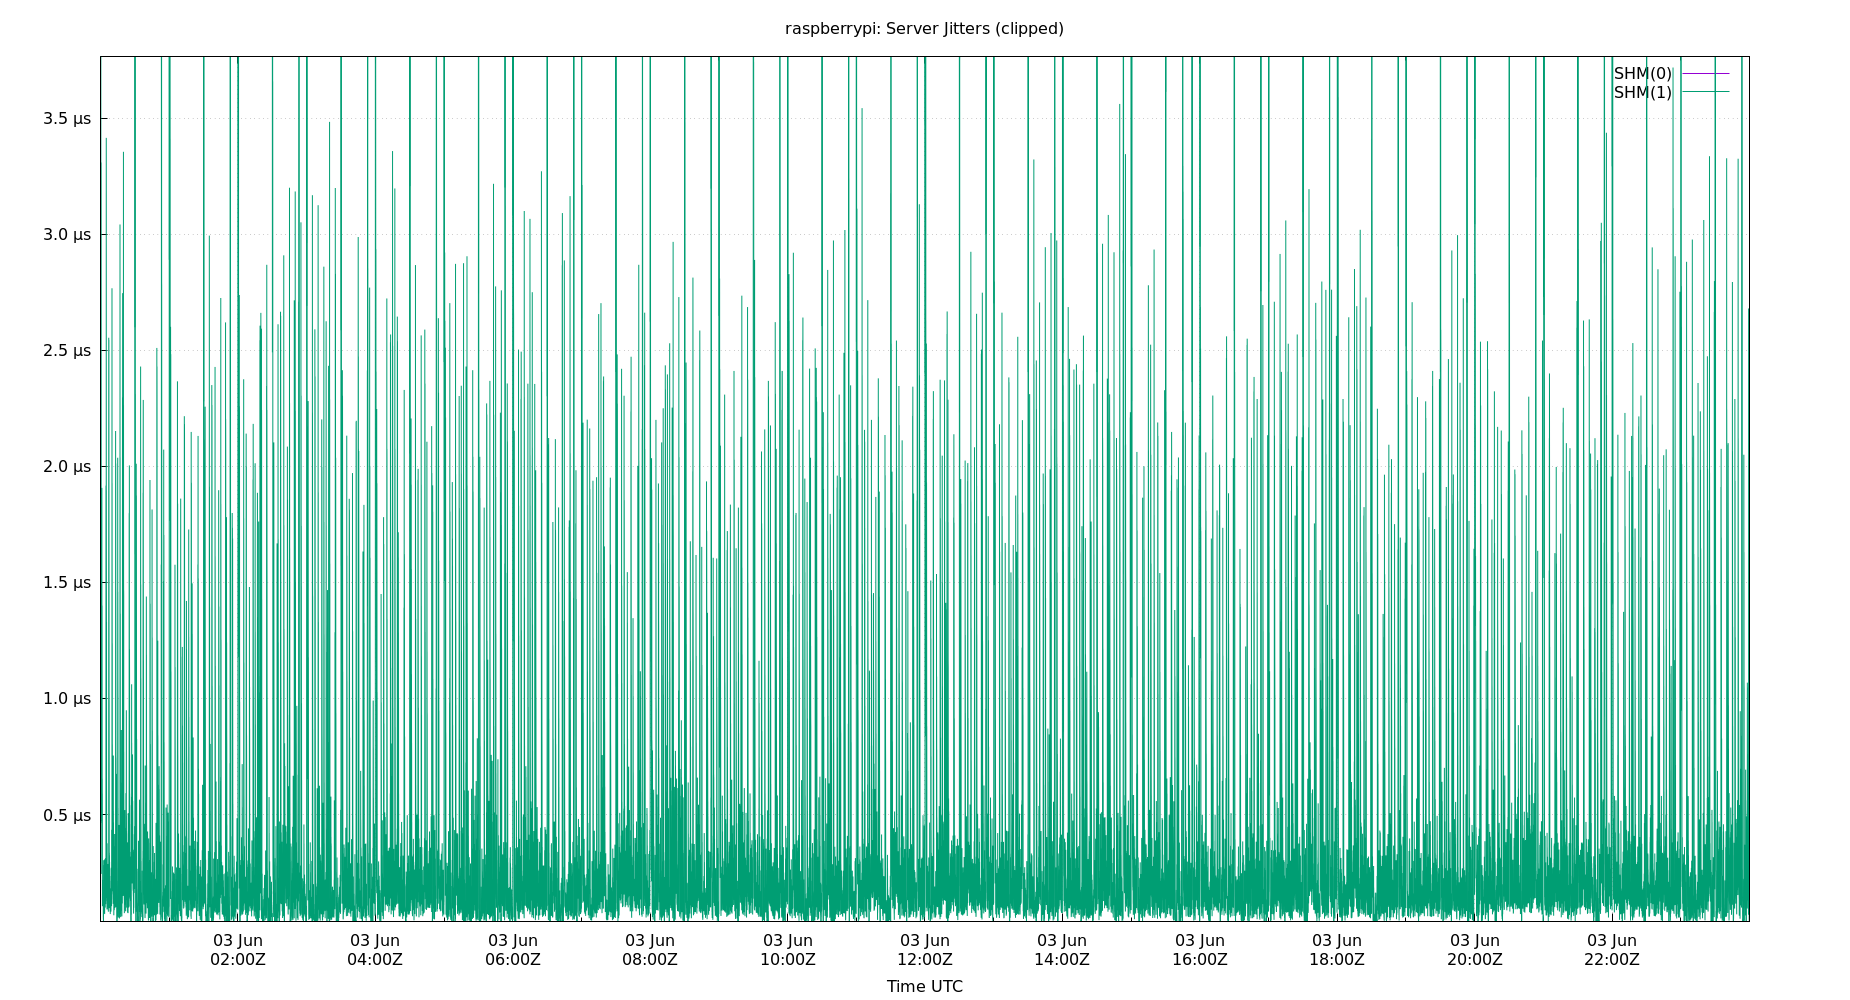 raspberrypi: Server Jitters (clipped)
SHM(0)
SHM(1)
3.5 µs
3.0 µs
2.5 µs
2.0 µs
1.5 µs
1.0 µs
0.5 µs
03 Jun 03 Jun 03 Jun 03 Jun 03 Jun 03 Jun 03 Jun 03 Jun 03 Jun 03 Jun 03 Jun
02:00Z 04:00Z 06:00Z 08:00Z 10:00Z 12:00Z 14:00Z 16:00Z 18:00Z 20:00Z 22:00Z
Time UTC